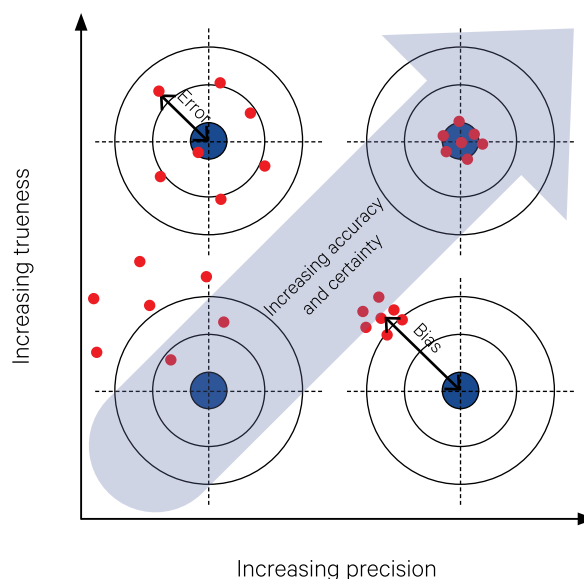 Error
Increasing trueness
Increasing accuracy
and certainty
Bias
Increasing precision